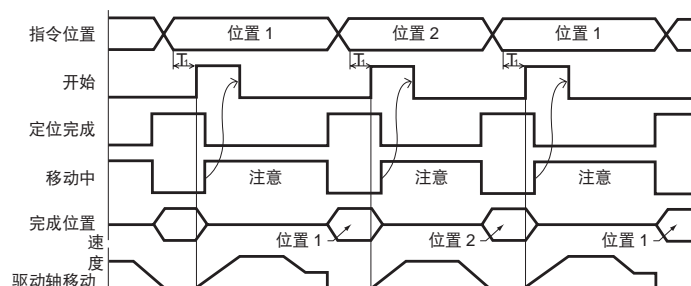 指令位置 位置 1 位置 2 位置 1
T1 T1 T1
开始
定位完成
移动中 注意 注意 注意
完成位置
位置 1 位置 2 位置 1
速
度
驱动轴移动